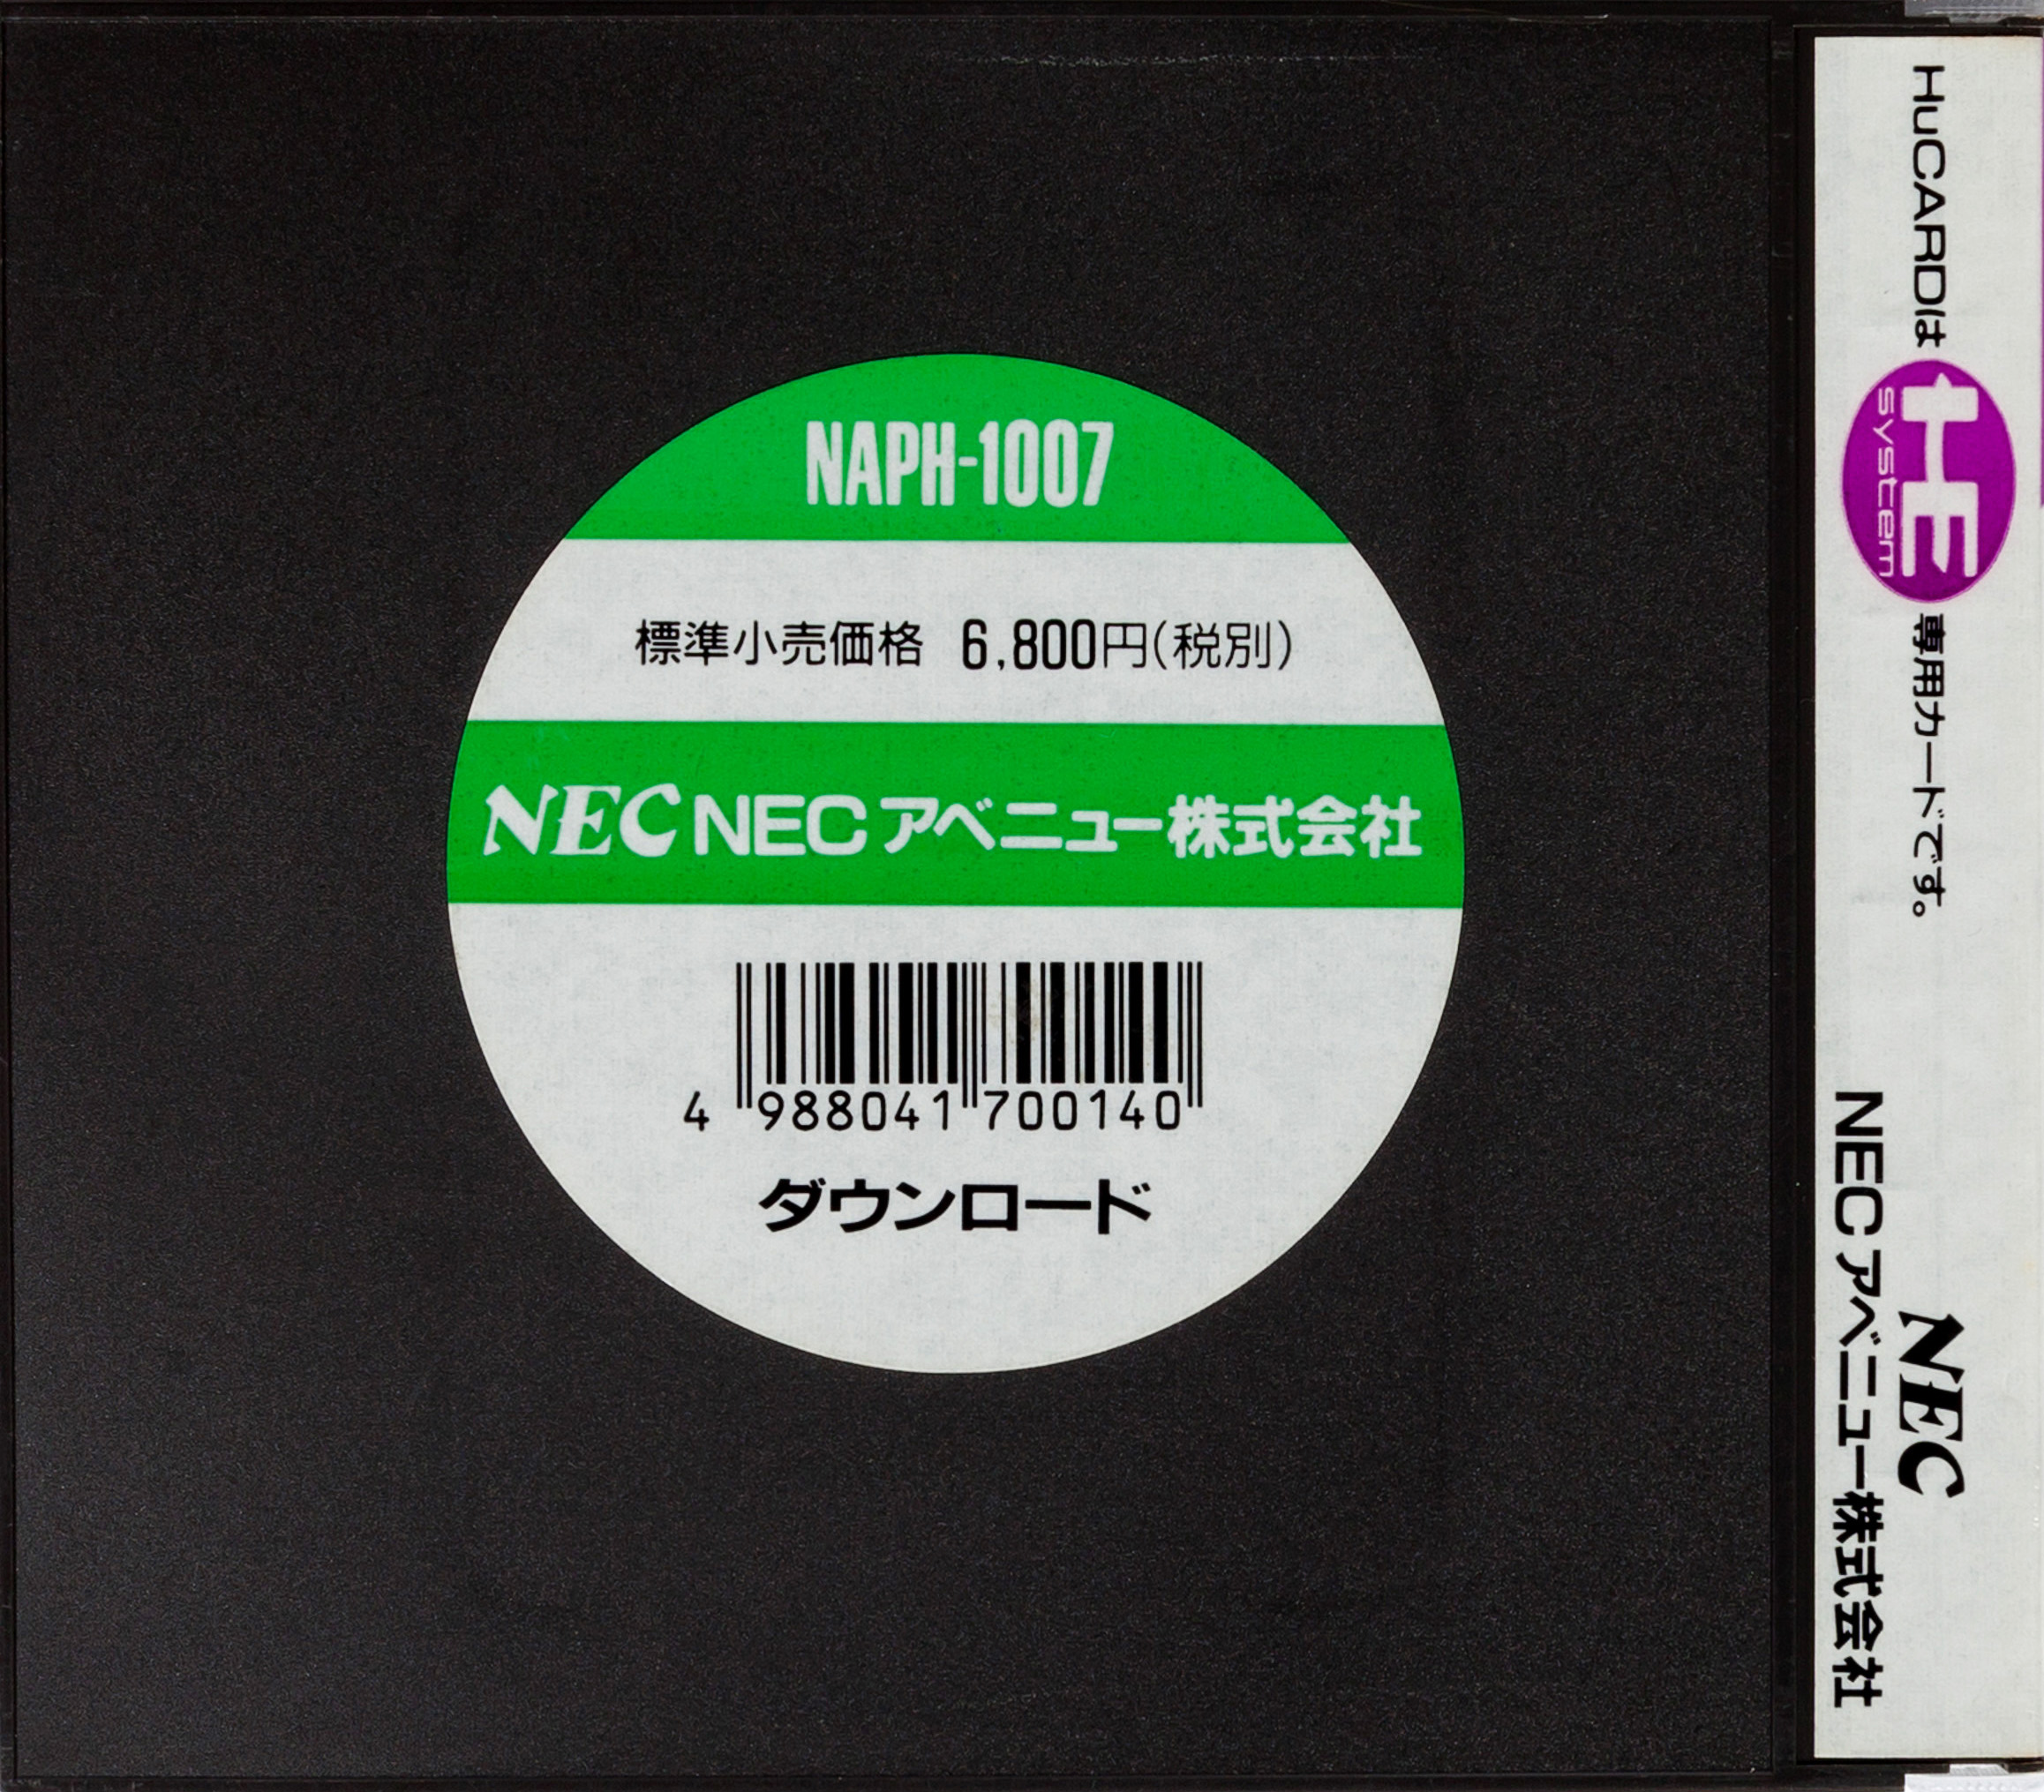 NAPH-1007
標準小売価格 6,800円(税別)
NEC NECアベニュー株式会社
4 988041 700140
ダウンロード
HuCARDは HE system 専用カードです。
NEC
NECアベニュー株式会社